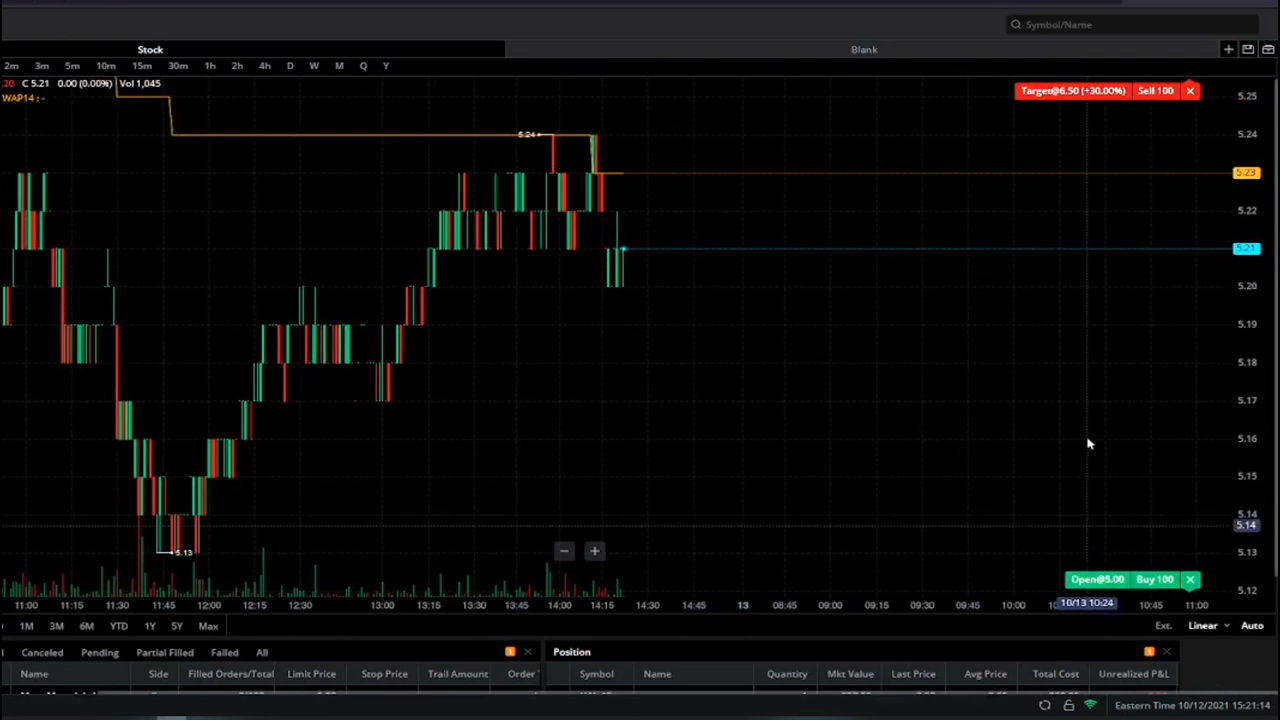 Symbol/Name
Stock Blank
2m 3m 5m 10m 15m 30m 1h 2h 4h D W M Q Y
.20 C 5.21 0.00 (0.00%) Vol 1,045
WAP14 : -
Target@6.50 (+30.00%) Sell 100
5.25
5.24
5.24
5.23
5.22
5.21
5.20
5.19
5.18
5.17
5.16
5.15
5.14
5.14
5.13
5.13
Open@5.00 Buy 100
5.12
11:00 11:15 11:30 11:45 12:00 12:15 12:30 13:00 13:15 13:30 13:45 14:00 14:15 14:30 14:45 13 08:45 09:00 09:15 09:30 09:45 10:00 10/13 10:24 10:45 11:00
1M 3M 6M YTD 1Y 5Y Max Ext. Linear Auto
Canceled Pending Partial Filled Failed All 1 Position 1
Name Side Filled Orders/Total Limit Price Stop Price Trail Amount Order Symbol Name Quantity Mkt Value Last Price Avg Price Total Cost Unrealized P&L
Eastern Time 10/12/2021 15:21:14